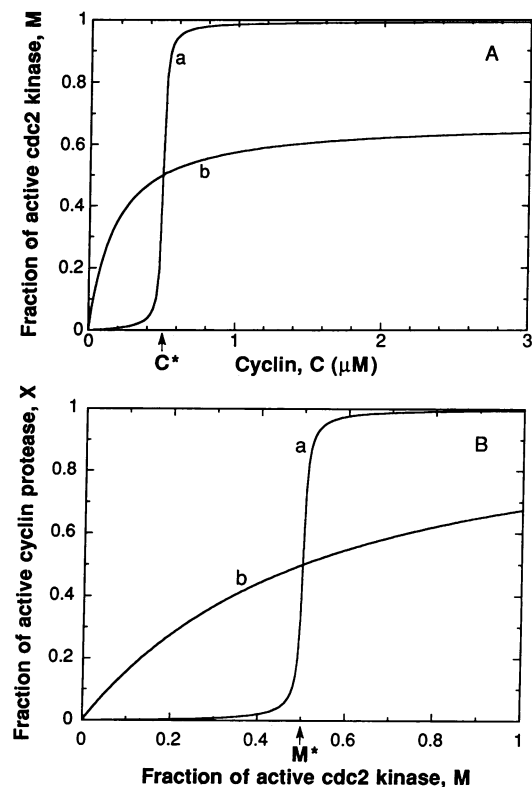 Fraction of active cdc2 kinase, M
1
0.8
0.6
0.4
0.2
0
a
b
A
0 1 2 3
C*
Cyclin, C (μM)
Fraction of active cyclin protease, X
1
0.8
0.6
0.4
0.2
0
a
b
B
0 0.2 0.4 0.6 0.8 1
M*
Fraction of active cdc2 kinase, M